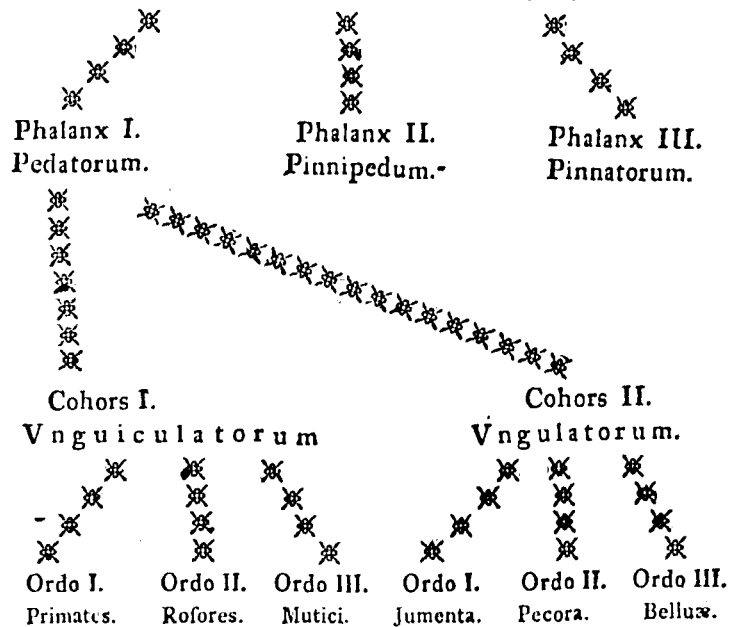 Phalanx I.
Pedatorum.
Phalanx II.
Pinnipedum.-
Phalanx III.
Pinnatorum.
Cohors I.
Vnguiculatorum
Cohors II.
Vngulatorum.
Ordo I.
Primates.
Ordo II.
Roſores.
Ordo III.
Mutici.
Ordo I.
Jumenta.
Ordo II.
Pecora.
Ordo III.
Belluæ.